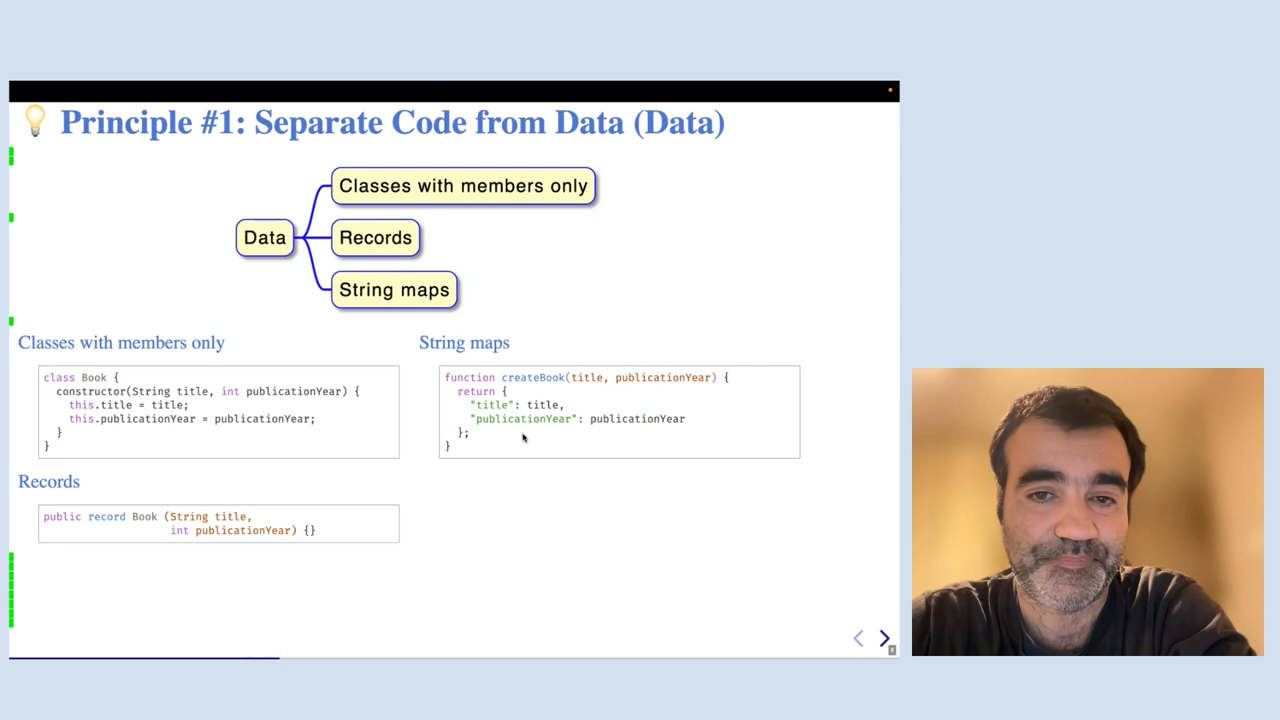 Principle #1: Separate Code from Data (Data)
Classes with members only
Data
Records
String maps
Classes with members only
class Book {
  constructor(String title, int publicationYear) {
    this.title = title;
    this.publicationYear = publicationYear;
  }
}
Records
public record Book (String title,
                    int publicationYear) {}
String maps
function createBook(title, publicationYear) {
  return {
    "title": title,
    "publicationYear": publicationYear
  };
}